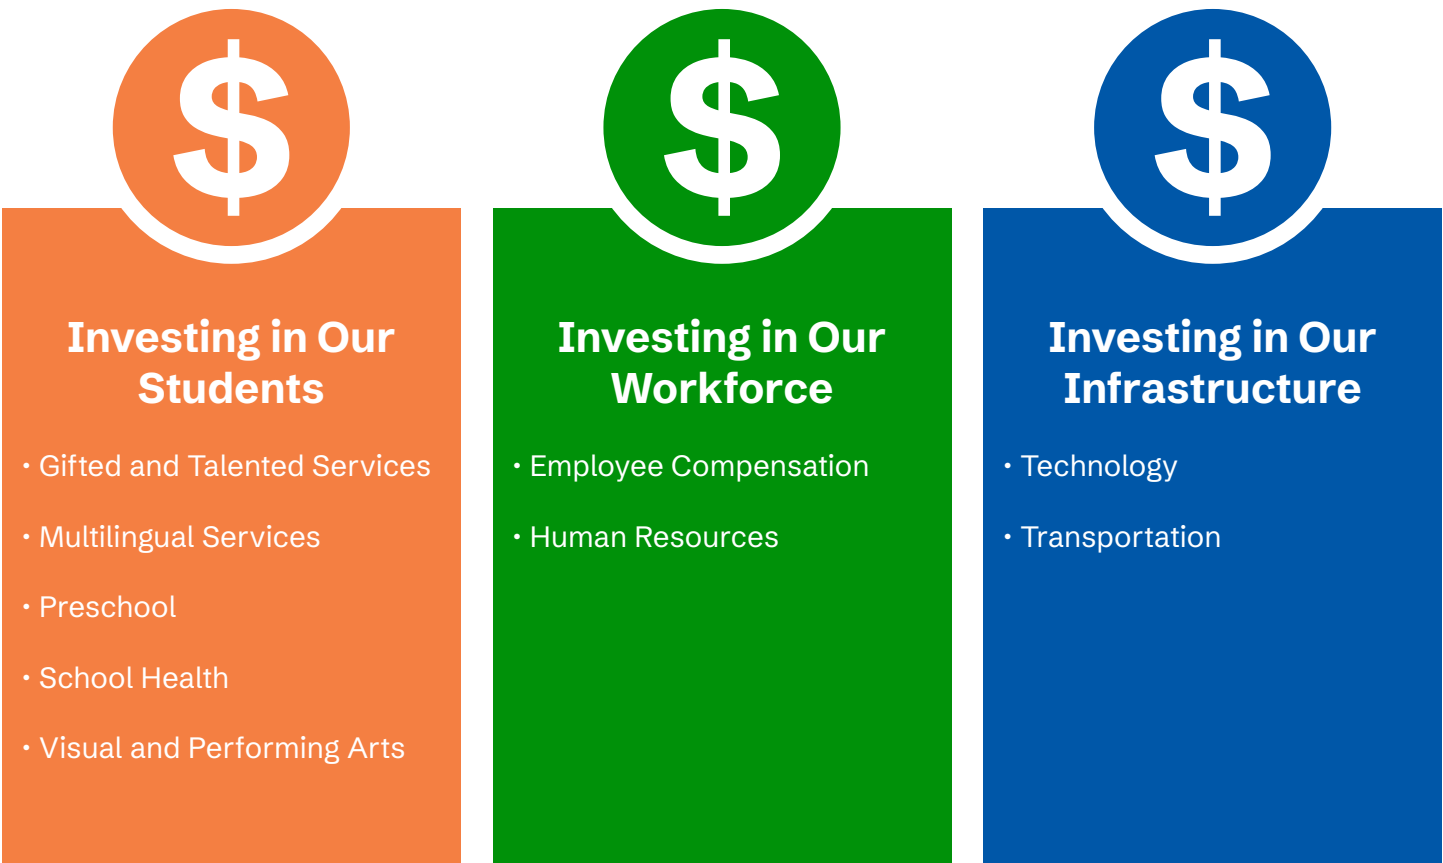 $
Investing in Our
Students
• Gifted and Talented Services
• Multilingual Services
• Preschool
• School Health
• Visual and Performing Arts
$
Investing in Our
Workforce
• Employee Compensation
• Human Resources
$
Investing in Our
Infrastructure
• Technology
• Transportation